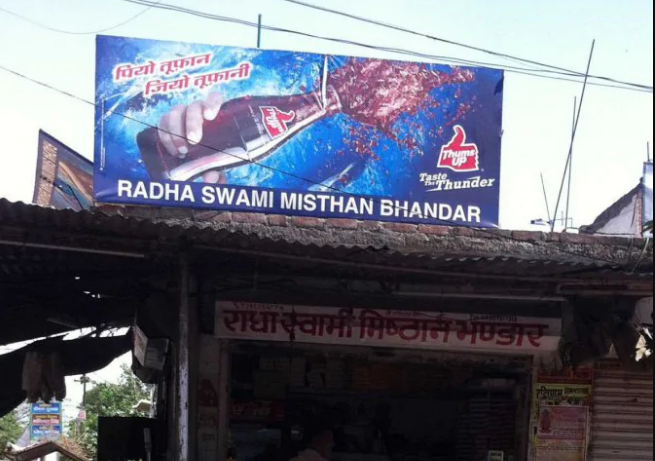 पियो तूफ़ान
जियो तूफ़ानी
Thums
UP
Taste
The Thunder
RADHA SWAMI MISTHAN BHANDAR
राधा स्वामी मिष्ठान भण्डार